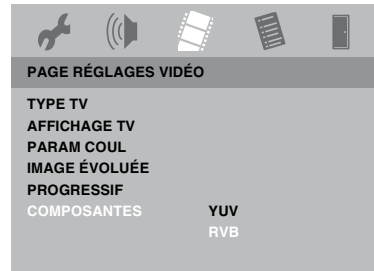 PAGE RÉGLAGES VIDÉO
TYPE TV
AFFICHAGE TV
PARAM COUL
IMAGE ÉVOLUÉE
PROGRESSIF
COMPOSANTES YUV
RVB